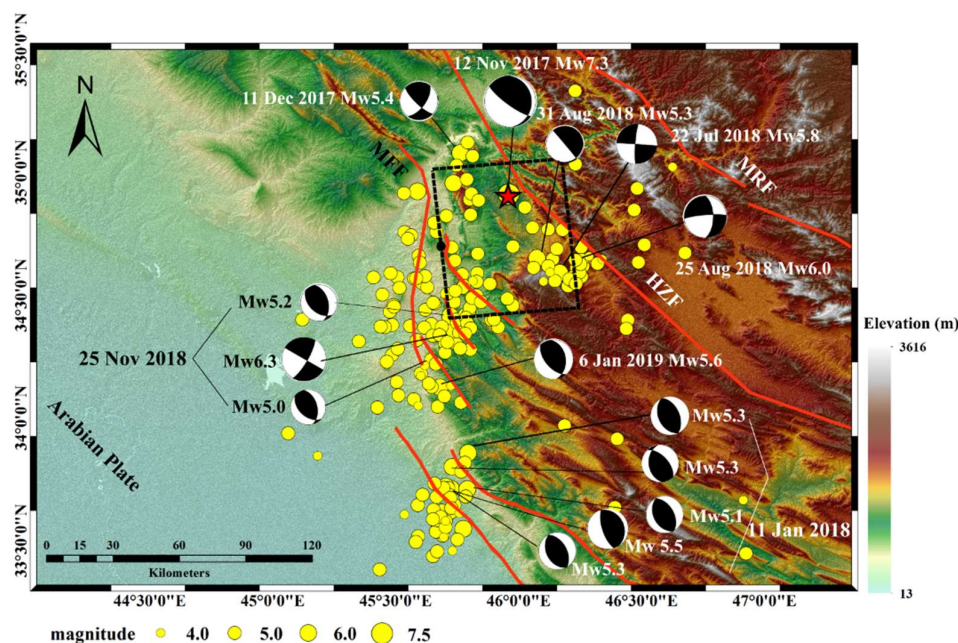 N
12 Nov 2017 Mw7.3
11 Dec 2017 Mw5.4
31 Aug 2018 Mw5.3
22 Jul 2018 Mw5.8
MFF
MRF
25 Aug 2018 Mw6.0
HZF
Mw5.2
25 Nov 2018
Mw6.3
Mw5.0
6 Jan 2019 Mw5.6
Arabian Plate
Mw5.3
Mw5.3
Mw5.1
11 Jan 2018
Mw 5.5
Mw5.3
0 15 30 60 90 120
Kilometers
35°30'0"N
35°0'0"N
34°30'0"N
34°0'0"N
33°30'0"N
44°30'0"E
45°0'0"E
45°30'0"E
46°0'0"E
46°30'0"E
47°0'0"E
Elevation (m)
3616
13
magnitude 4.0 5.0 6.0 7.5